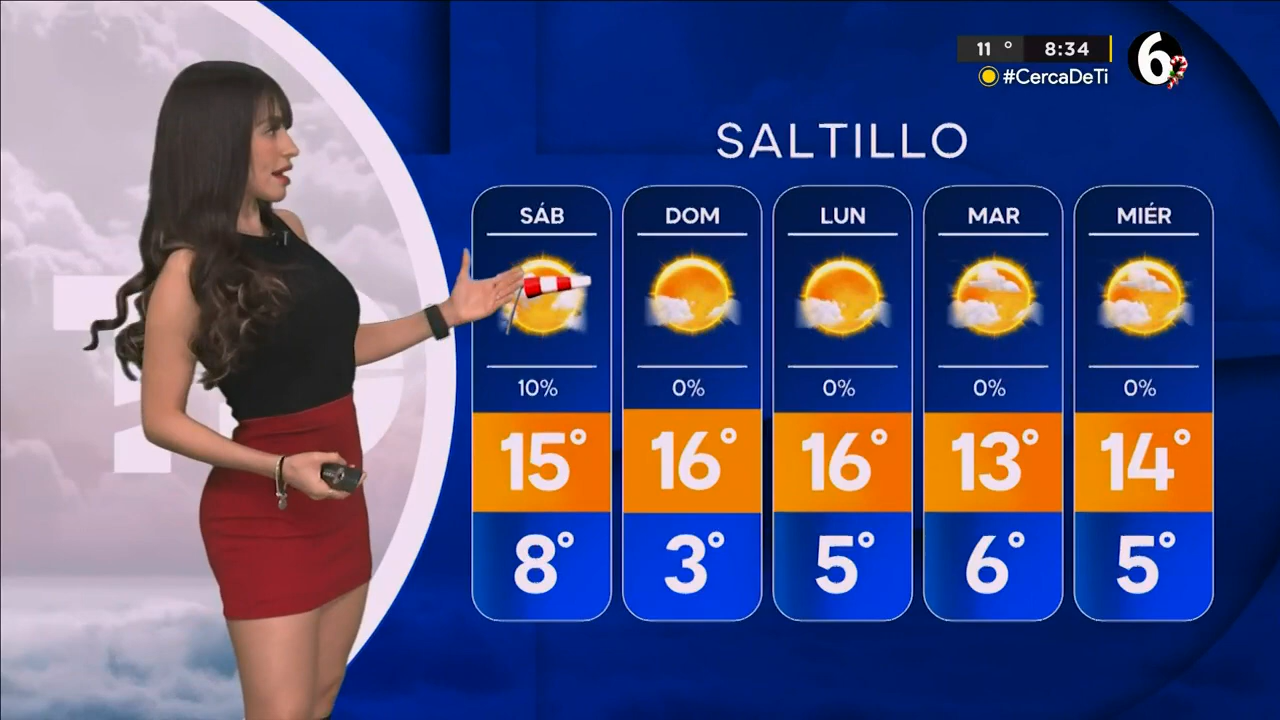 11 ° 8:34
#CercaDeTi
6
SALTILLO
SÁB DOM LUN MAR MIÉR
10% 0% 0% 0% 0%
15° 16° 16° 13° 14°
8° 3° 5° 6° 5°